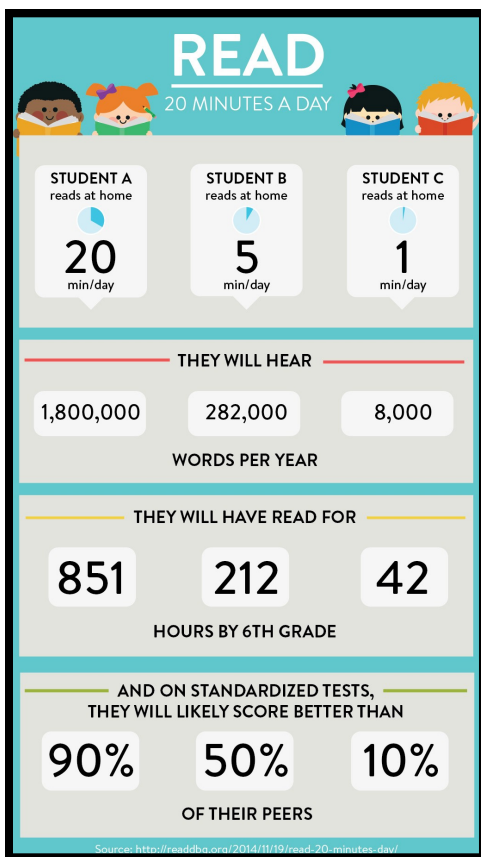 READ
20 MINUTES A DAY
STUDENT A
reads at home
20
min/day
STUDENT B
reads at home
5
min/day
STUDENT C
reads at home
1
min/day
THEY WILL HEAR
1,800,000 282,000 8,000
WORDS PER YEAR
THEY WILL HAVE READ FOR
851 212 42
HOURS BY 6TH GRADE
AND ON STANDARDIZED TESTS,
THEY WILL LIKELY SCORE BETTER THAN
90% 50% 10%
OF THEIR PEERS
Source: http://readdbq.org/2014/11/19/read-20-minutes-day/